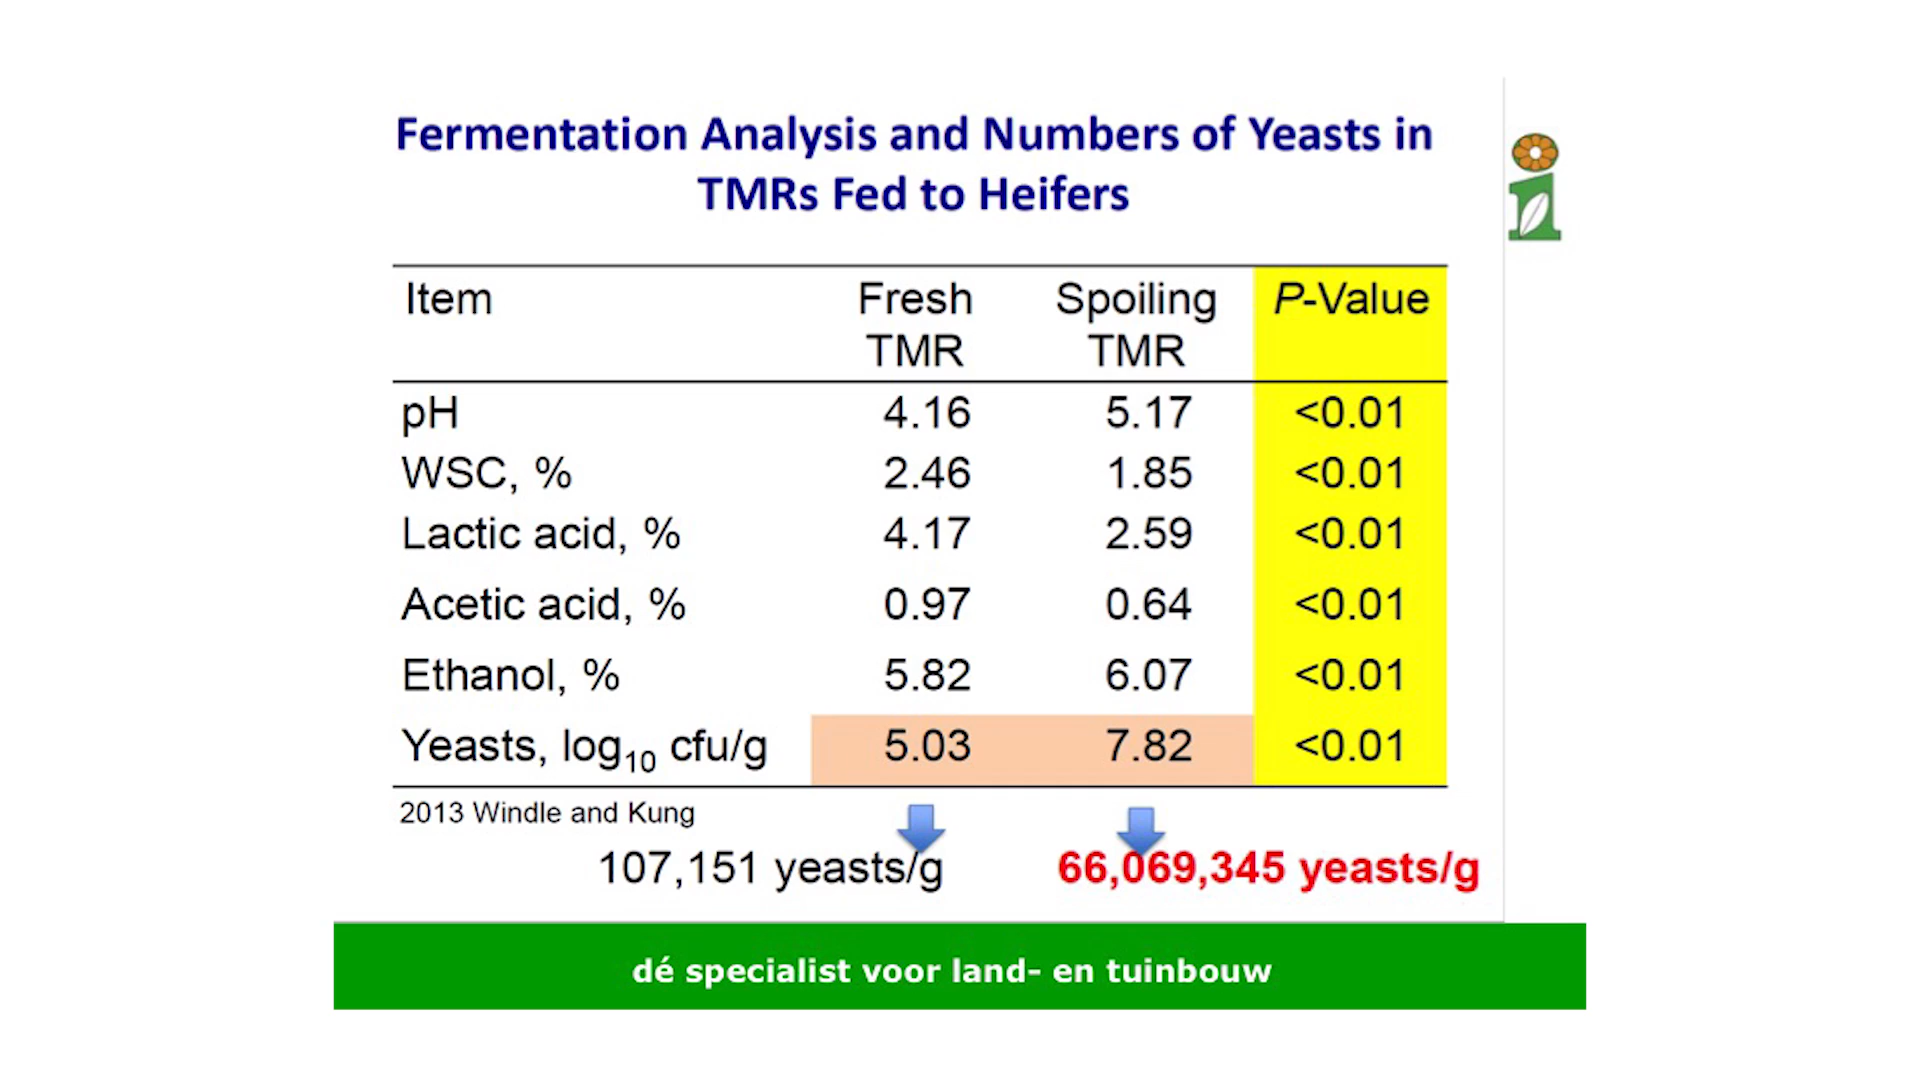 Fermentation Analysis and Numbers of Yeasts in
TMRs Fed to Heifers
Item Fresh TMR Spoiling TMR P-Value
pH 4.16 5.17 <0.01
WSC, % 2.46 1.85 <0.01
Lactic acid, % 4.17 2.59 <0.01
Acetic acid, % 0.97 0.64 <0.01
Ethanol, % 5.82 6.07 <0.01
Yeasts, log10 cfu/g 5.03 7.82 <0.01
2013 Windle and Kung
107,151 yeasts/g 66,069,345 yeasts/g
dé specialist voor land- en tuinbouw